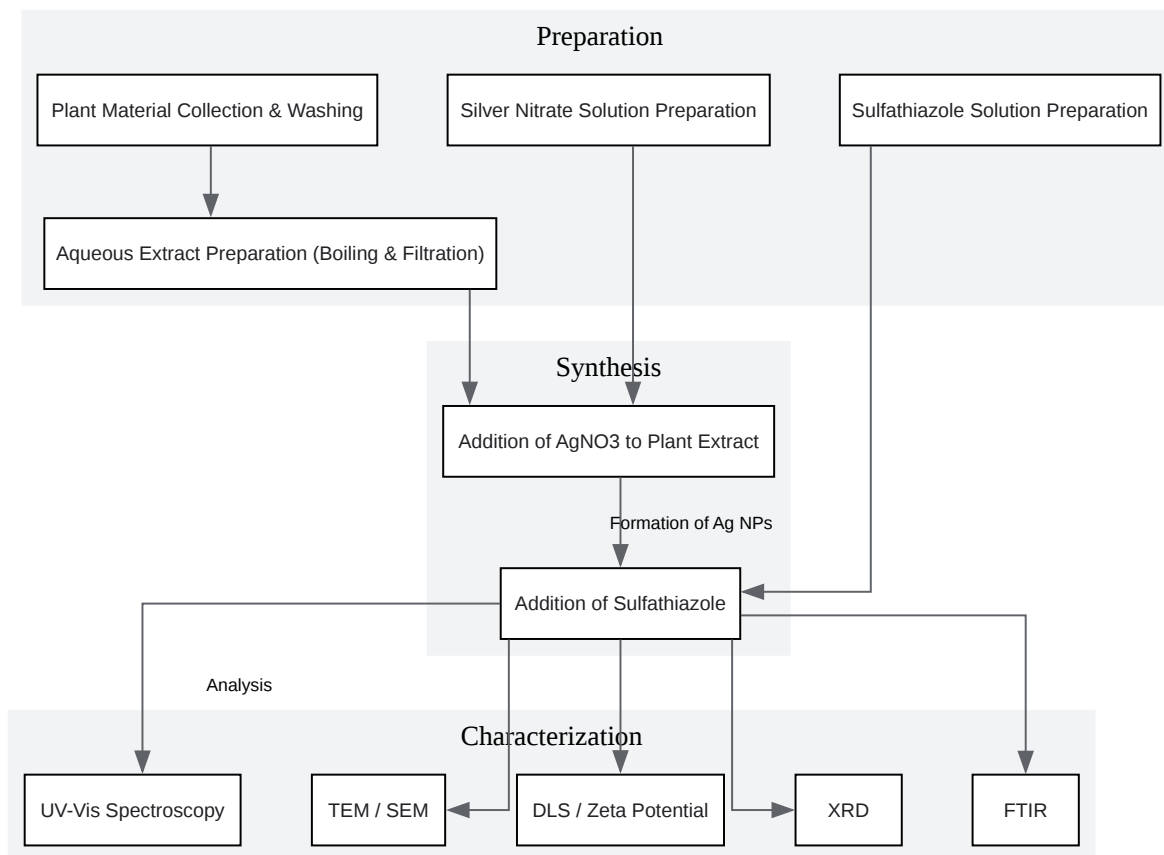 Preparation
Plant Material Collection & Washing
Silver Nitrate Solution Preparation
Sulfathiazole Solution Preparation
Aqueous Extract Preparation (Boiling & Filtration)
Synthesis
Addition of AgNO3 to Plant Extract
Formation of Ag NPs
Addition of Sulfathiazole
Analysis
Characterization
UV-Vis Spectroscopy
TEM / SEM
DLS / Zeta Potential
XRD
FTIR